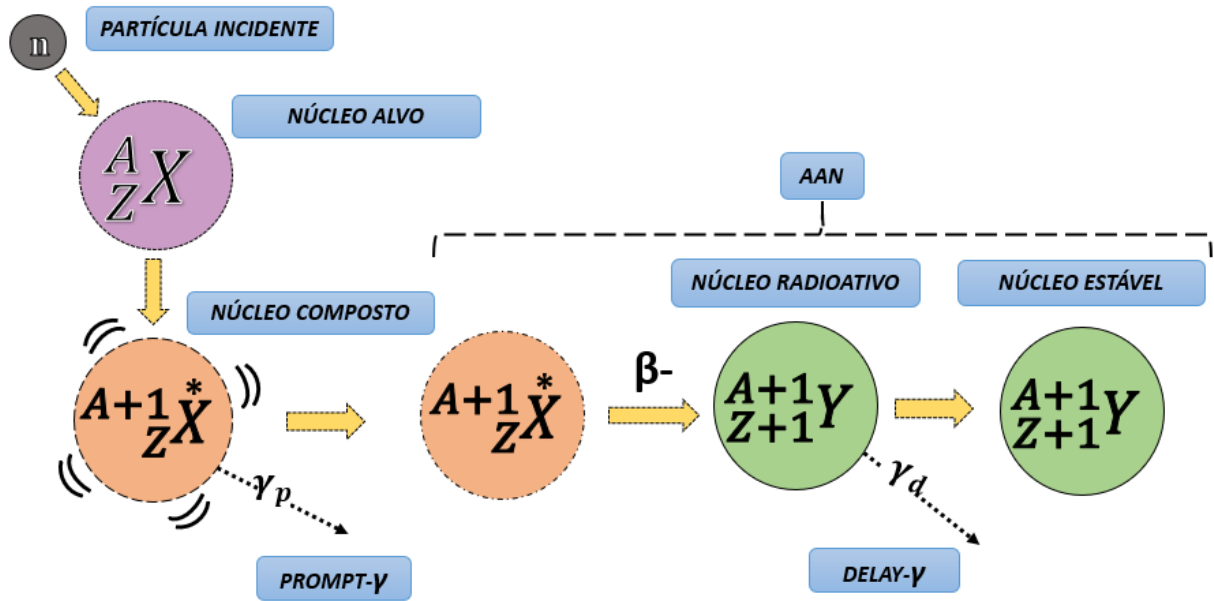 n
PARTÍCULA INCIDENTE
NÚCLEO ALVO
A
Z X
AAN
NÚCLEO COMPOSTO
NÚCLEO RADIOATIVO
NÚCLEO ESTÁVEL
A+1
Z X*
A+1
Z X*
β-
A+1
Z+1 Y
A+1
Z+1 Y
γp
γd
PROMPT-γ
DELAY-γ